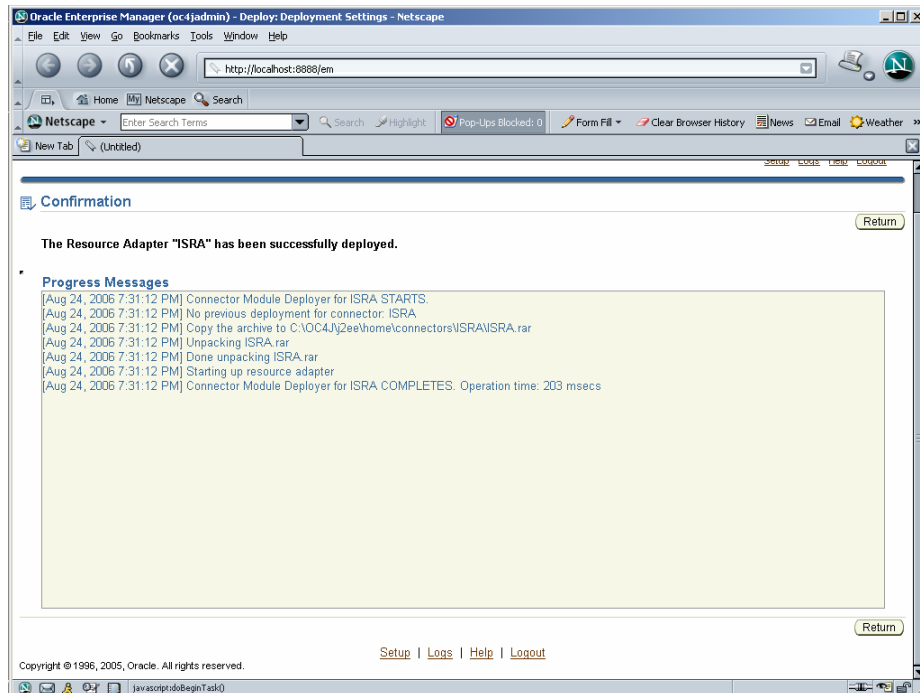 Oracle Enterprise Manager (oc4jadmin) - Deploy: Deployment Settings - Netscape
File Edit View Go Bookmarks Tools Window Help
http://localhost:8888/em
Home My Netscape Search
Netscape Enter Search Terms Search Highlight Pop-Ups Blocked: 0 Form Fill Clear Browser History News Email Weather »
New Tab (Untitled)
Setup Logs Help Logout
Confirmation
Return
The Resource Adapter "ISRA" has been successfully deployed.
Progress Messages
[Aug 24, 2006 7:31:12 PM] Connector Module Deployer for ISRA STARTS.
[Aug 24, 2006 7:31:12 PM] No previous deployment for connector: ISRA
[Aug 24, 2006 7:31:12 PM] Copy the archive to C:\OC4J\j2ee\home\connectors\ISRA\ISRA.rar
[Aug 24, 2006 7:31:12 PM] Unpacking ISRA.rar
[Aug 24, 2006 7:31:12 PM] Done unpacking ISRA.rar
[Aug 24, 2006 7:31:12 PM] Starting up resource adapter
[Aug 24, 2006 7:31:12 PM] Connector Module Deployer for ISRA COMPLETES. Operation time: 203 msecs
Return
Setup | Logs | Help | Logout
Copyright © 1996, 2005, Oracle. All rights reserved.
javascript:doBeginTask()